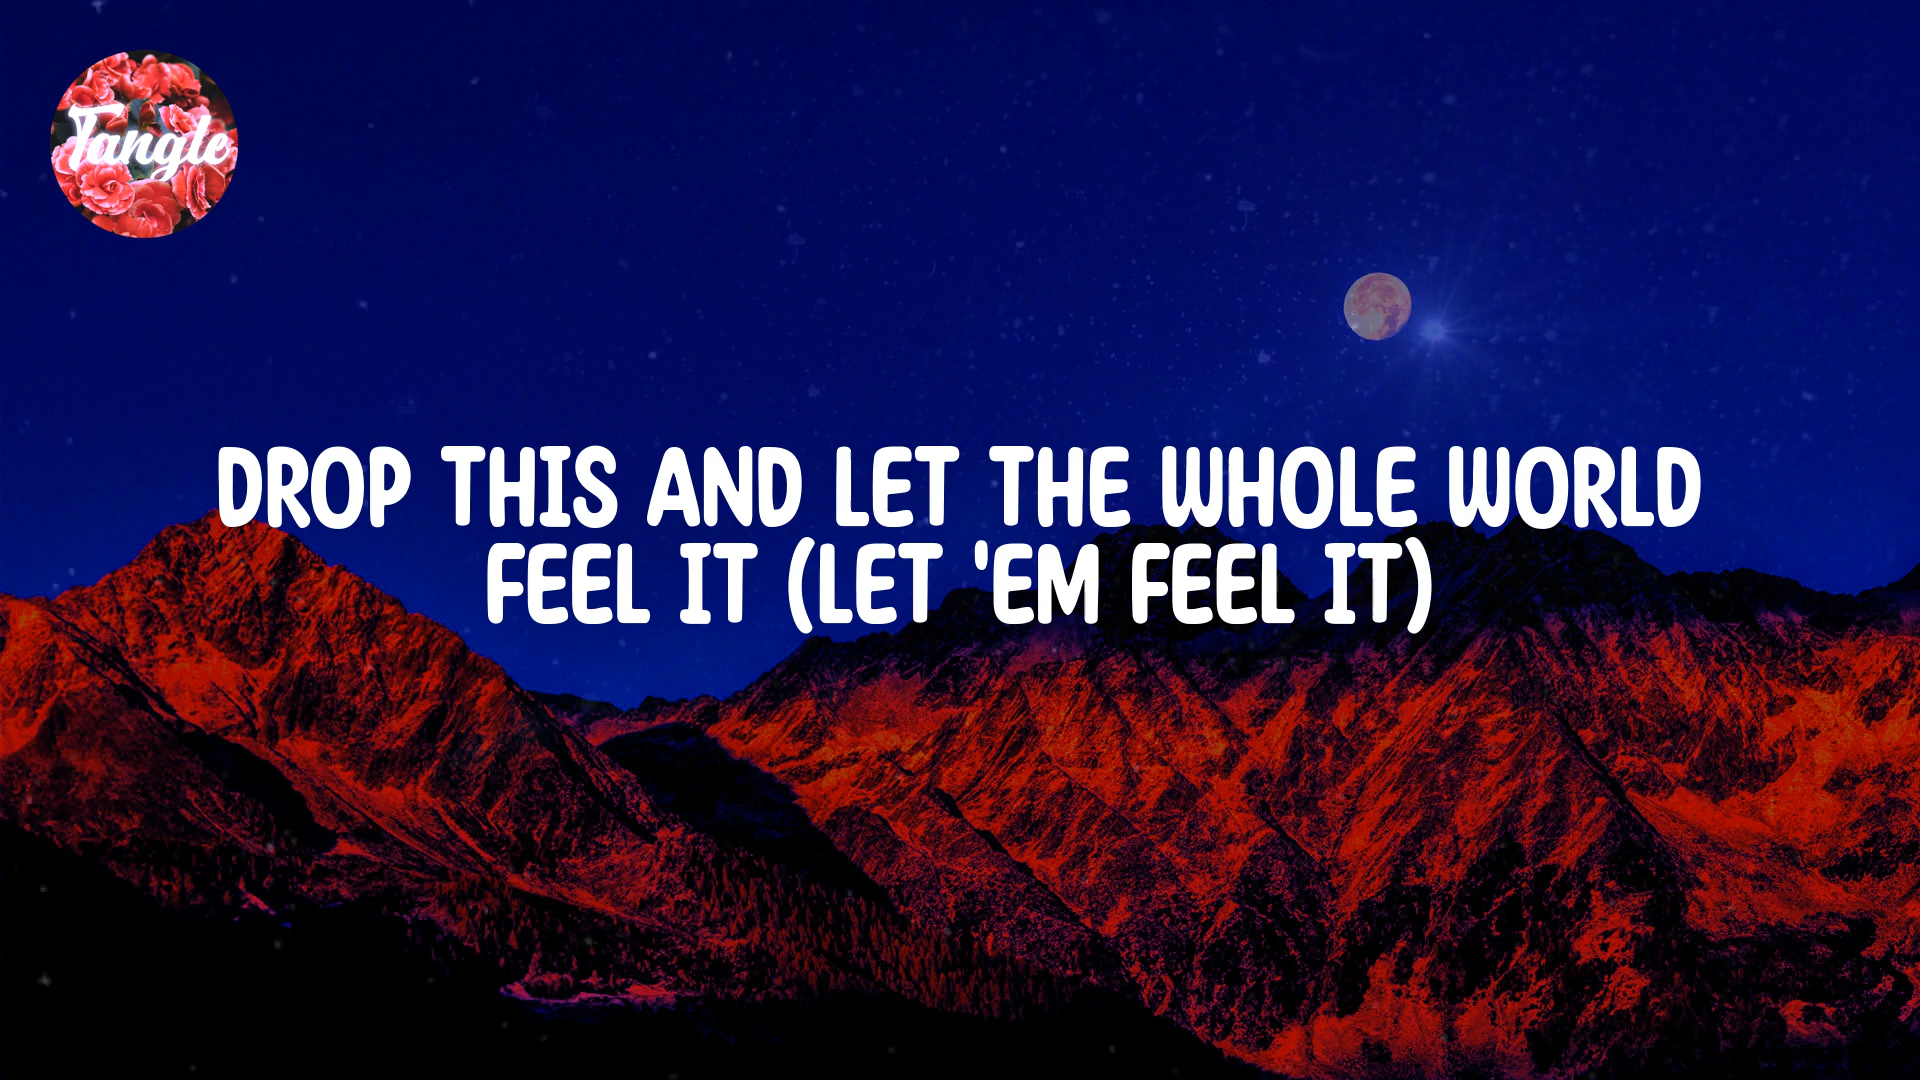 Tangle
DROP THIS AND LET THE WHOLE WORLD
FEEL IT (LET 'EM FEEL IT)